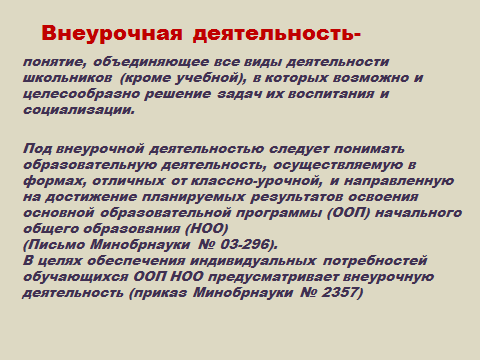 Внеурочная деятельность-
понятие, объединяющее все виды деятельности
школьников (кроме учебной), в которых возможно и
целесообразно решение задач их воспитания и
социализации.
Под внеурочной деятельностью следует понимать
образовательную деятельность, осуществляемую в
формах, отличных от классно-урочной, и направленную
на достижение планируемых результатов освоения
основной образовательной программы (ООП) начального
общего образования (НОО)
(Письмо Минобрнауки № 03-296).
В целях обеспечения индивидуальных потребностей
обучающихся ООП НОО предусматривает внеурочную
деятельность (приказ Минобрнауки № 2357)